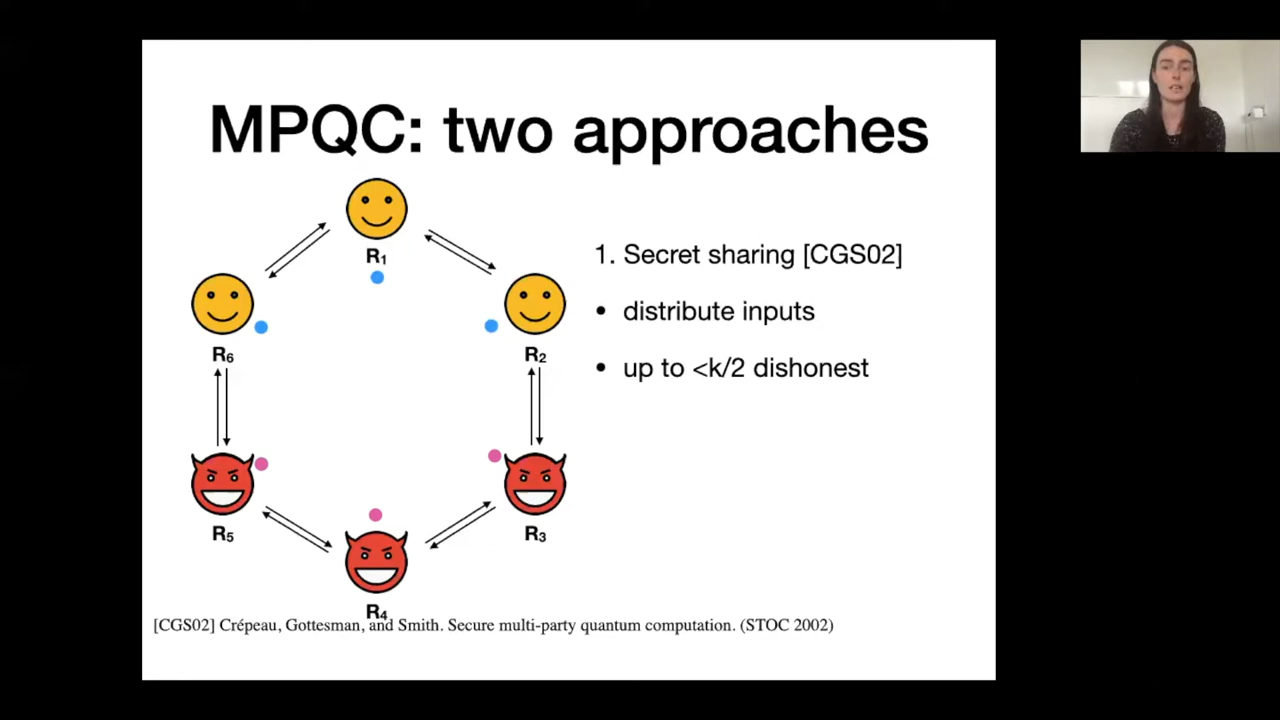 MPQC: two approaches
R₁
R₆
R₂
R₅
R₃
R₄
1. Secret sharing [CGS02]
• distribute inputs
• up to <k/2 dishonest
[CGS02] Crépeau, Gottesman, and Smith. Secure multi-party quantum computation. (STOC 2002)